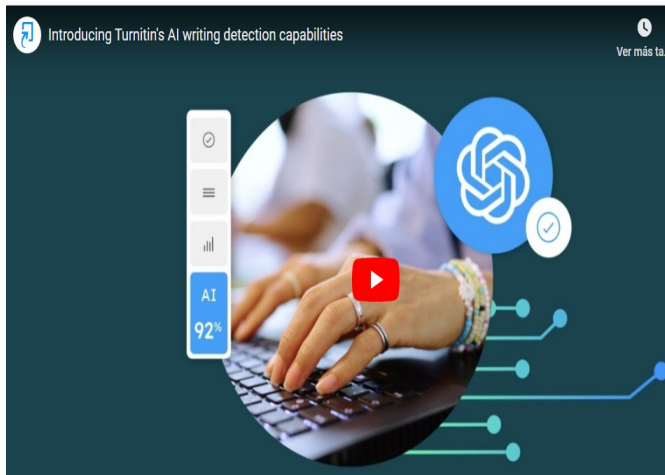 Introducing Turnitin's AI writing detection capabilities
Ver más ta...
AI
92%